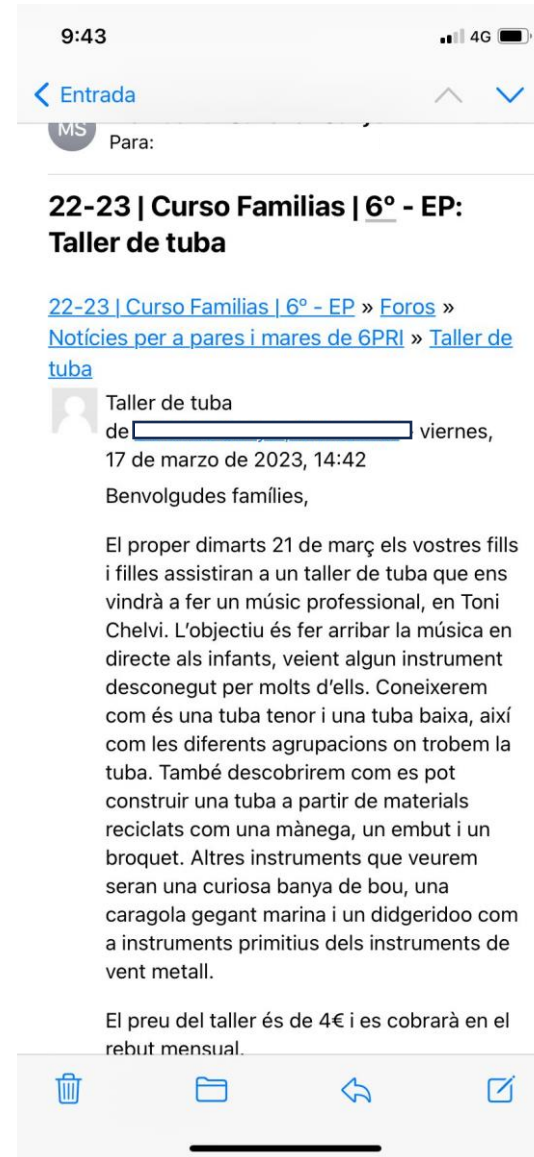 9:43
4G
Entrada
MS
Para:
22-23 | Curso Familias | 6º - EP:
Taller de tuba
22-23 | Curso Familias | 6º - EP » Foros »
Notícies per a pares i mares de 6PRI » Taller de
tuba
Taller de tuba
de viernes,
17 de marzo de 2023, 14:42
Benvolgudes famílies,
El proper dimarts 21 de març els vostres fills
i filles assistiran a un taller de tuba que ens
vindrà a fer un músic professional, en Toni
Chelvi. L'objectiu és fer arribar la música en
directe als infants, veient algun instrument
desconegut per molts d'ells. Coneixerem
com és una tuba tenor i una tuba baixa, així
com les diferents agrupacions on trobem la
tuba. També descobrirem com es pot
construir una tuba a partir de materials
reciclats com una mànega, un embut i un
broquet. Altres instruments que veurem
seran una curiosa banya de bou, una
caragola gegant marina i un didgeridoo com
a instruments primitius dels instruments de
vent metall.
El preu del taller és de 4€ i es cobrarà en el
rebut mensual.